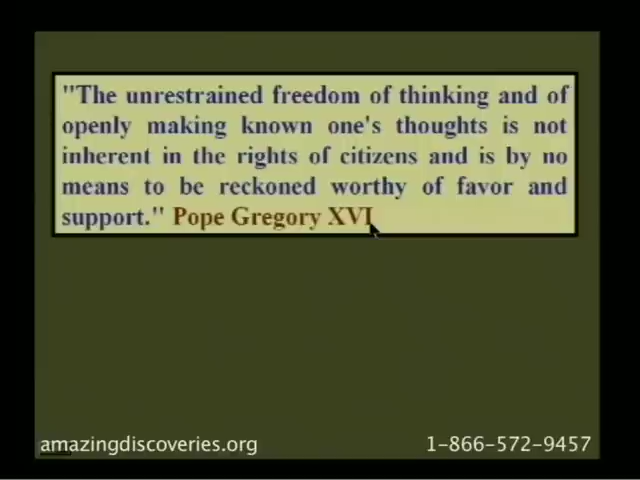 "The unrestrained freedom of thinking and of
openly making known one's thoughts is not
inherent in the rights of citizens and is by no
means to be reckoned worthy of favor and
support." Pope Gregory XVI
amazingdiscoveries.org
1-866-572-9457